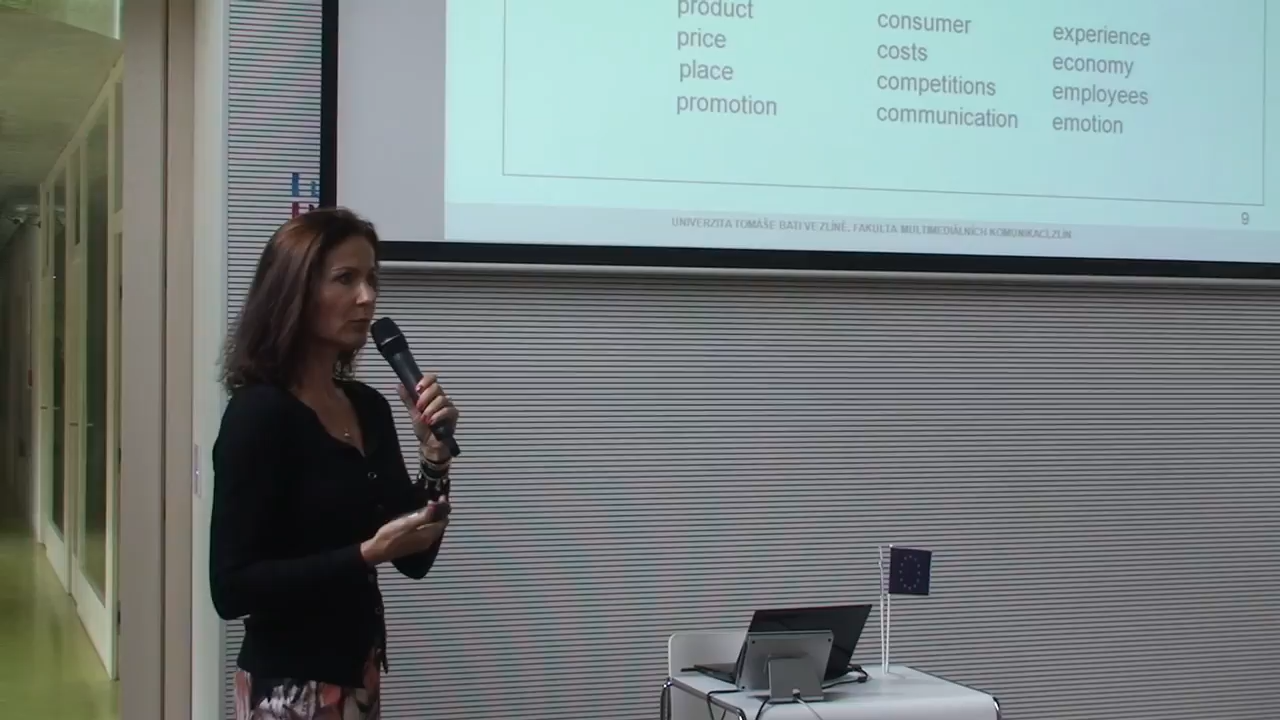 product
price
place
promotion
consumer
costs
competitions
communication
experience
economy
employees
emotion
9
UNIVERZITA TOMÁŠE BATI VE ZLÍNĚ, FAKULTA MULTIMEDIÁLNÍCH KOMUNIKACÍ, ZLÍN